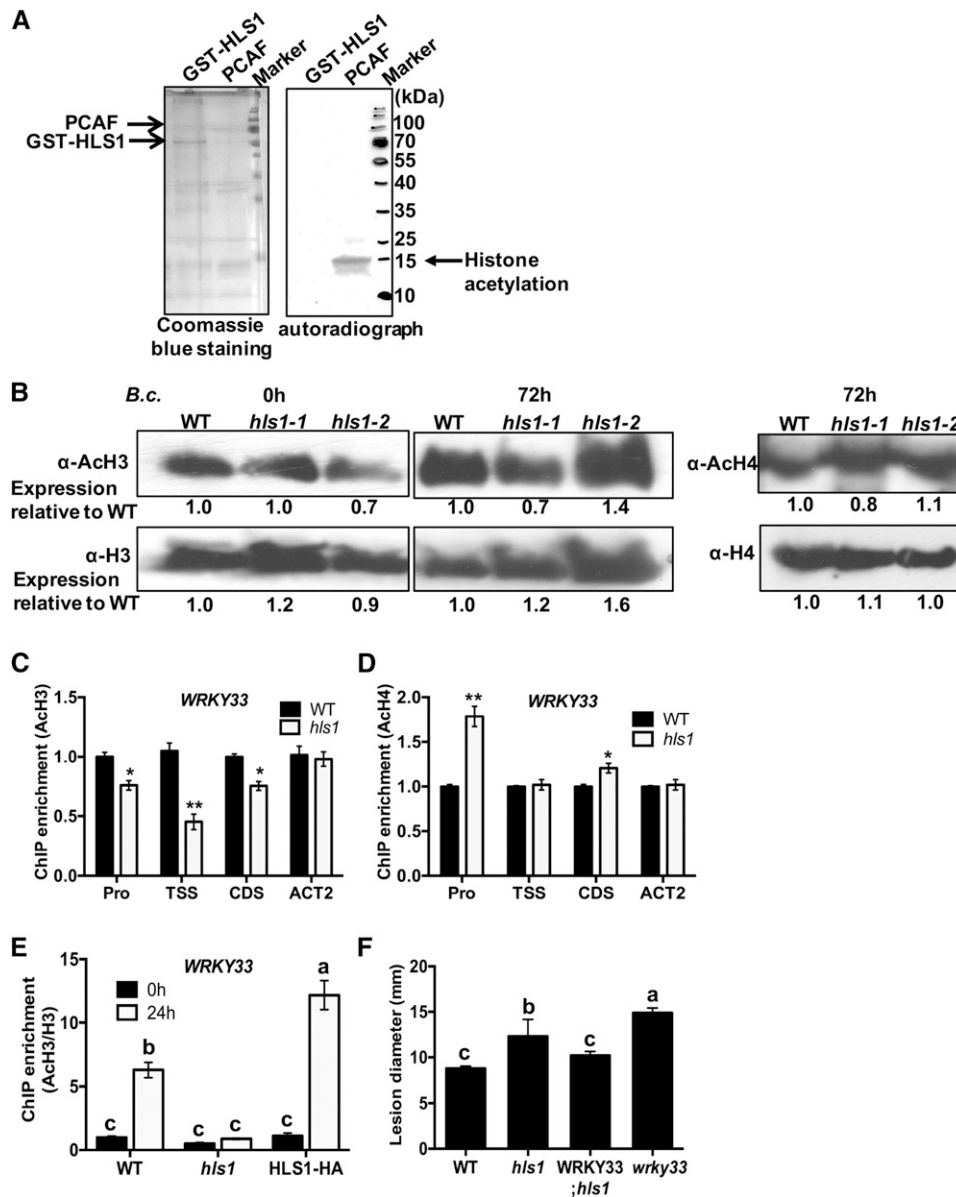 A
GST-HLS1
PCAF
Marker
GST-HLS1
PCAF
Marker
(kDa)
PCAF
GST-HLS1
100
70
55
40
35
25
15
10
Histone
acetylation
Coomassie
blue staining
autoradiograph
B
B.c. 0h 72h 72h
WT hls1-1 hls1-2 WT hls1-1 hls1-2 WT hls1-1 hls1-2
α-AcH3 α-AcH4
Expression
relative to WT 1.0 1.0 0.7 1.0 0.7 1.4 1.0 0.8 1.1
α-H3 α-H4
Expression
relative to WT 1.0 1.2 0.9 1.0 1.2 1.6 1.0 1.1 1.0
C
ChIP enrichment (AcH3)
WRKY33
WT
hls1
1.5
1.0
0.5
0.0
* ** *
Pro TSS CDS ACT2
D
ChIP enrichment (AcH4)
WRKY33
WT
hls1
2.0
1.5
1.0
0.5
0.0
** *
Pro TSS CDS ACT2
E
ChIP enrichment
(AcH3/H3)
WRKY33
0h
24h
15
10
5
0
c b c c c a
WT hls1 HLS1-HA
F
Lesion diameter (mm)
20
15
10
5
0
c b c a
WT hls1 WRKY33 wrky33
;hls1